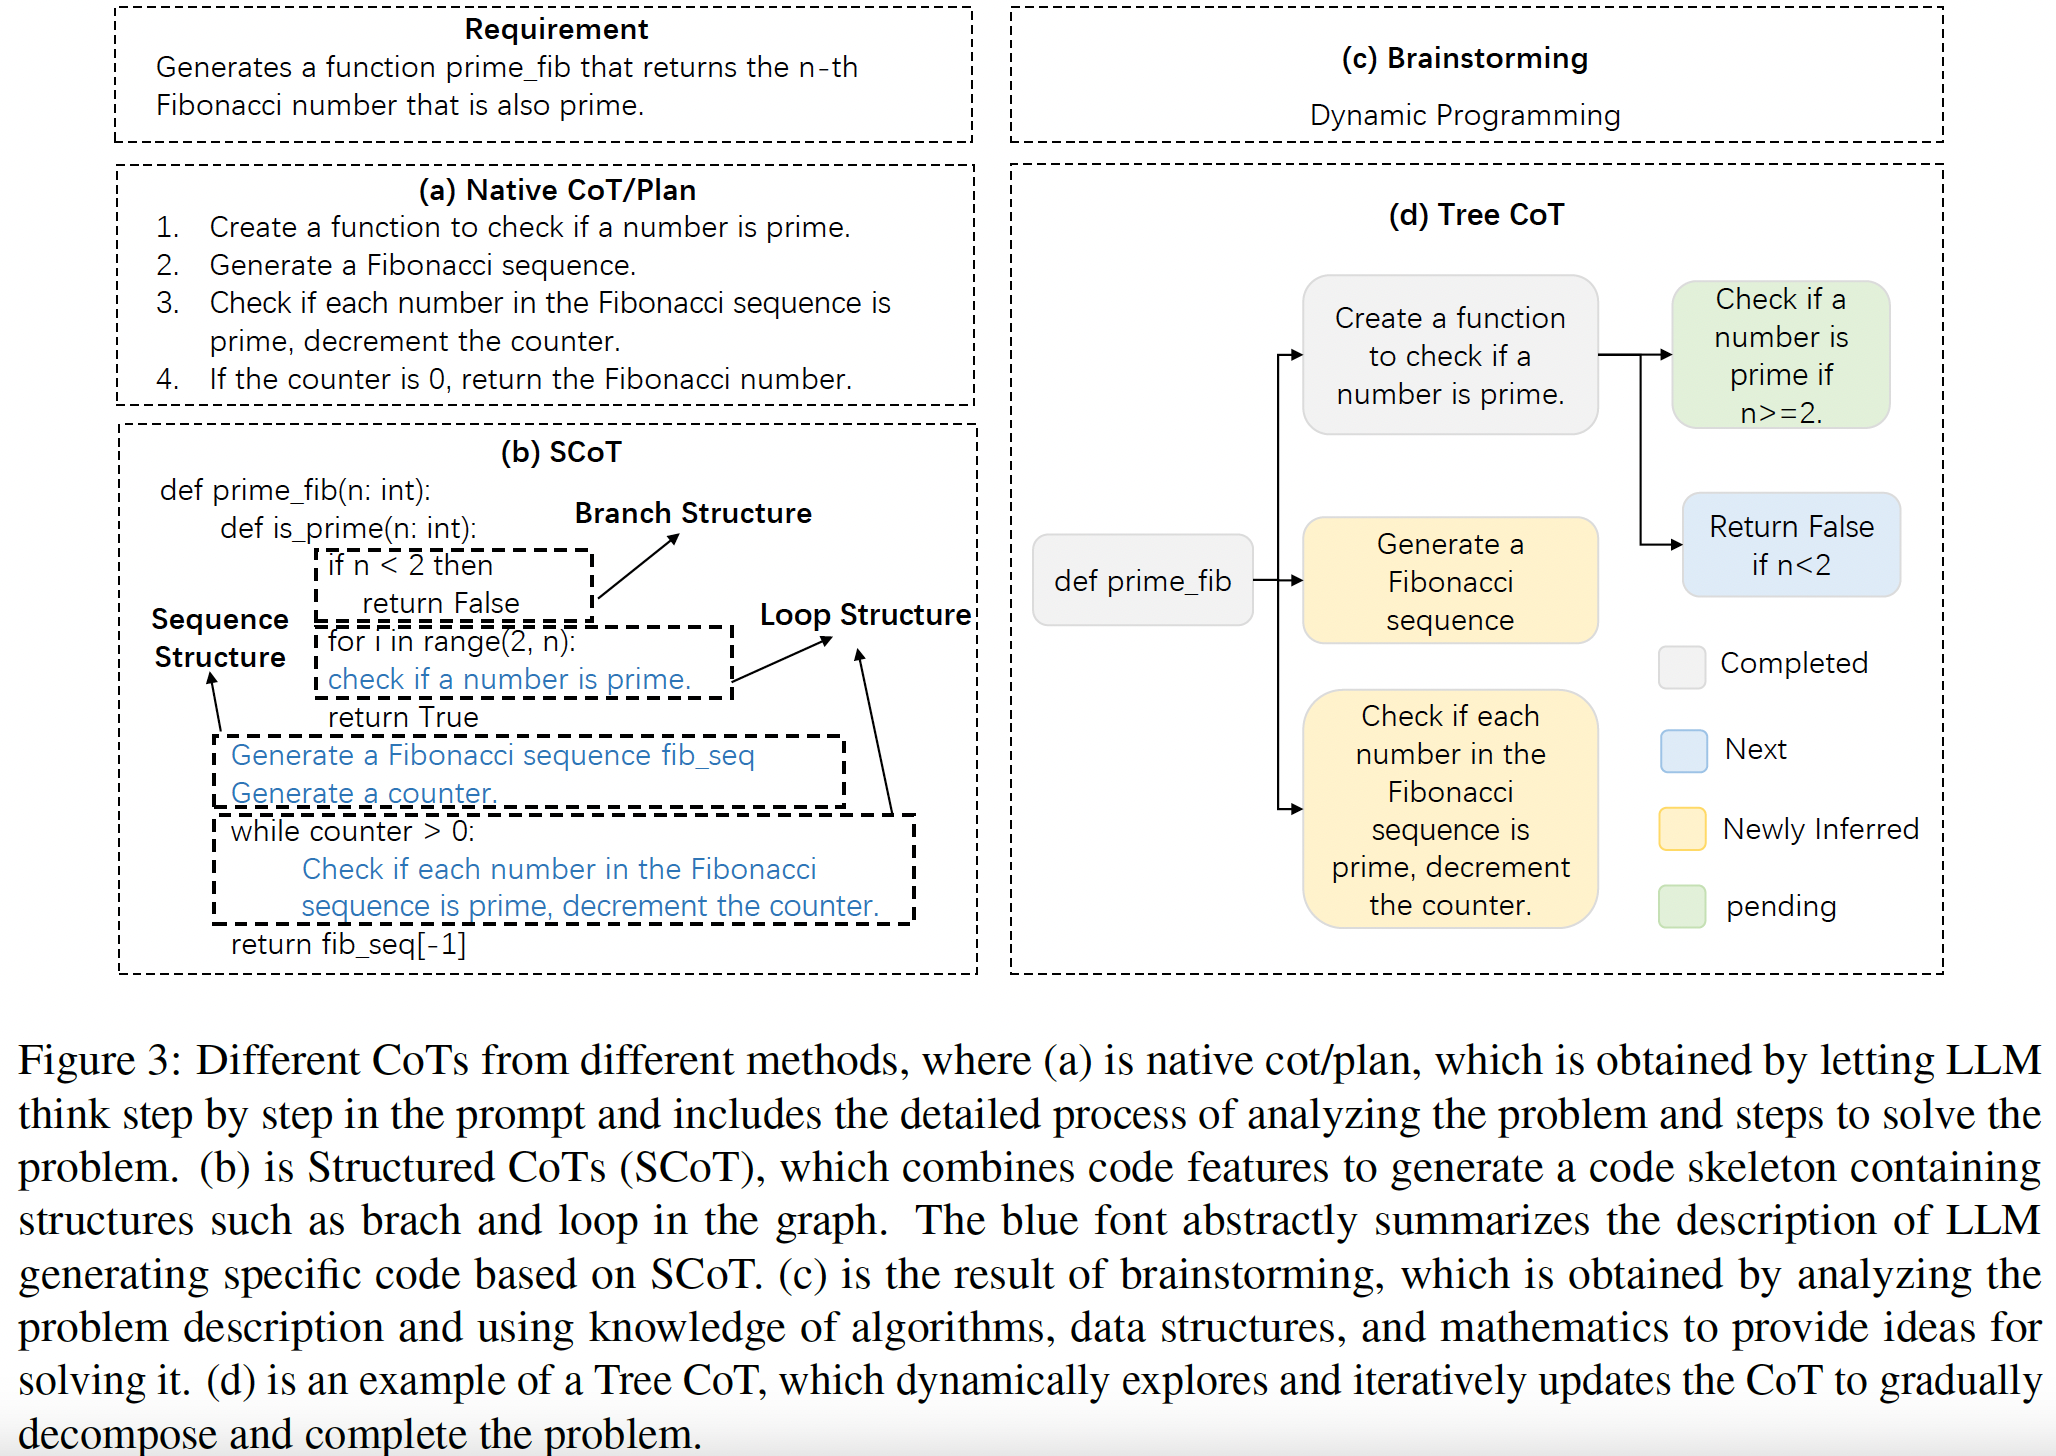 Requirement
Generates a function prime_fib that returns the n-th
Fibonacci number that is also prime.
(a) Native CoT/Plan
1. Create a function to check if a number is prime.
2. Generate a Fibonacci sequence.
3. Check if each number in the Fibonacci sequence is
prime, decrement the counter.
4. If the counter is 0, return the Fibonacci number.
(b) SCoT
def prime_fib(n: int):
def is_prime(n: int):
Branch Structure
if n < 2 then
return False
Sequence
Structure
Loop Structure
for i in range(2, n):
check if a number is prime.
return True
Generate a Fibonacci sequence fib_seq
Generate a counter.
while counter > 0:
Check if each number in the Fibonacci
sequence is prime, decrement the counter.
return fib_seq[-1]
(c) Brainstorming
Dynamic Programming
(d) Tree CoT
def prime_fib
Create a function
to check if a
number is prime.
Check if a
number is
prime if
n>=2.
Return False
if n<2
Generate a
Fibonacci
sequence
Check if each
number in the
Fibonacci
sequence is
prime, decrement
the counter.
Completed
Next
Newly Inferred
pending
Figure 3: Different CoTs from different methods, where (a) is native cot/plan, which is obtained by letting LLM
think step by step in the prompt and includes the detailed process of analyzing the problem and steps to solve the
problem. (b) is Structured CoTs (SCoT), which combines code features to generate a code skeleton containing
structures such as brach and loop in the graph. The blue font abstractly summarizes the description of LLM
generating specific code based on SCoT. (c) is the result of brainstorming, which is obtained by analyzing the
problem description and using knowledge of algorithms, data structures, and mathematics to provide ideas for
solving it. (d) is an example of a Tree CoT, which dynamically explores and iteratively updates the CoT to gradually
decompose and complete the problem.